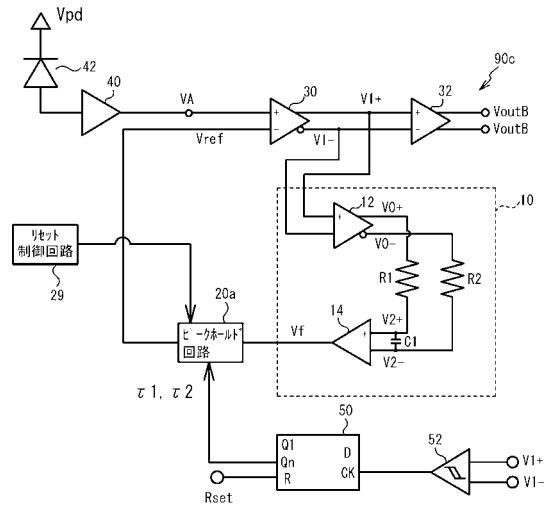 Vpd
42
40
VA
Vref
30
V1+
V1-
32
90c
VoutB
VoutB
10
12
V0+
V0-
R1
R2
リセット
制御回路
29
20a
ピークホールド
回路
Vf
14
V2+
C1
V2-
τ1, τ2
50
Q1
D
Qn
CK
R
Rset
52
V1+
V1-